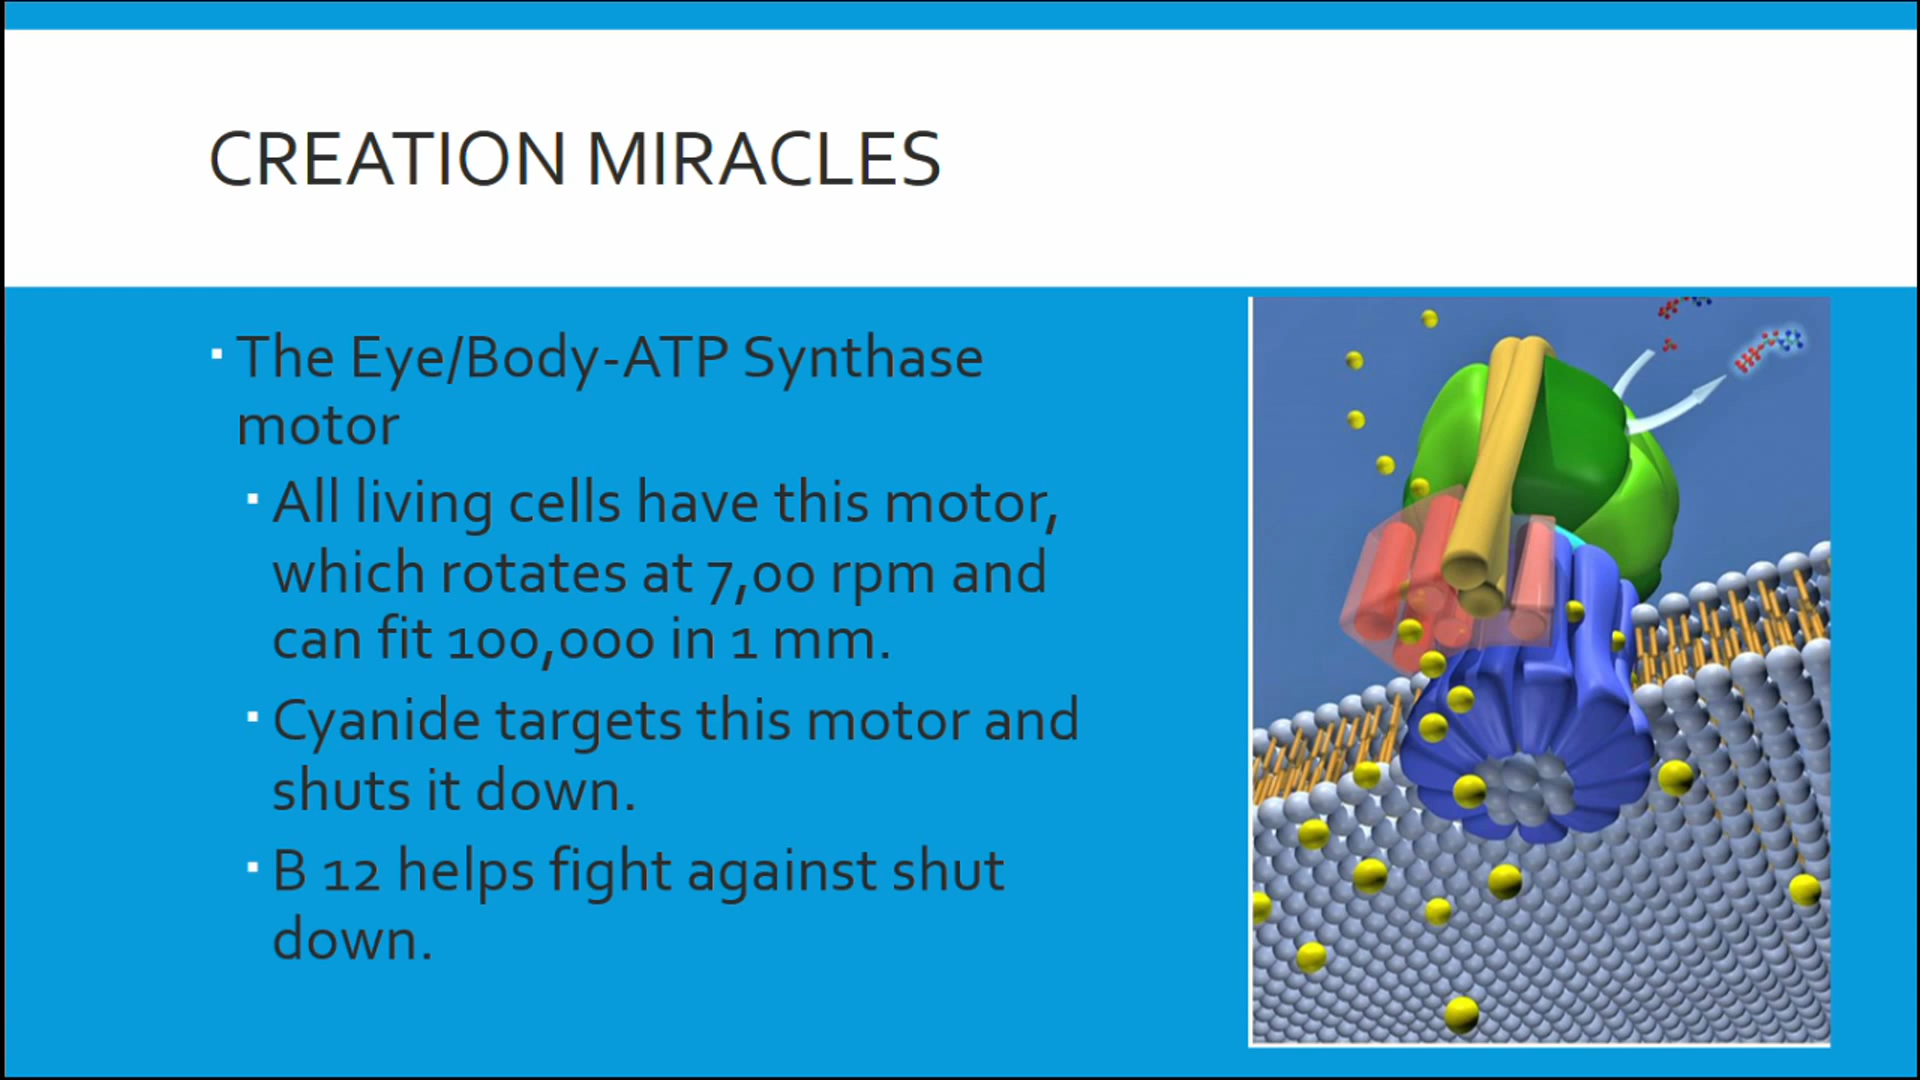 CREATION MIRACLES
▪ The Eye/Body-ATP Synthase
motor
▪ All living cells have this motor,
which rotates at 7,00 rpm and
can fit 100,000 in 1 mm.
▪ Cyanide targets this motor and
shuts it down.
▪ B 12 helps fight against shut
down.